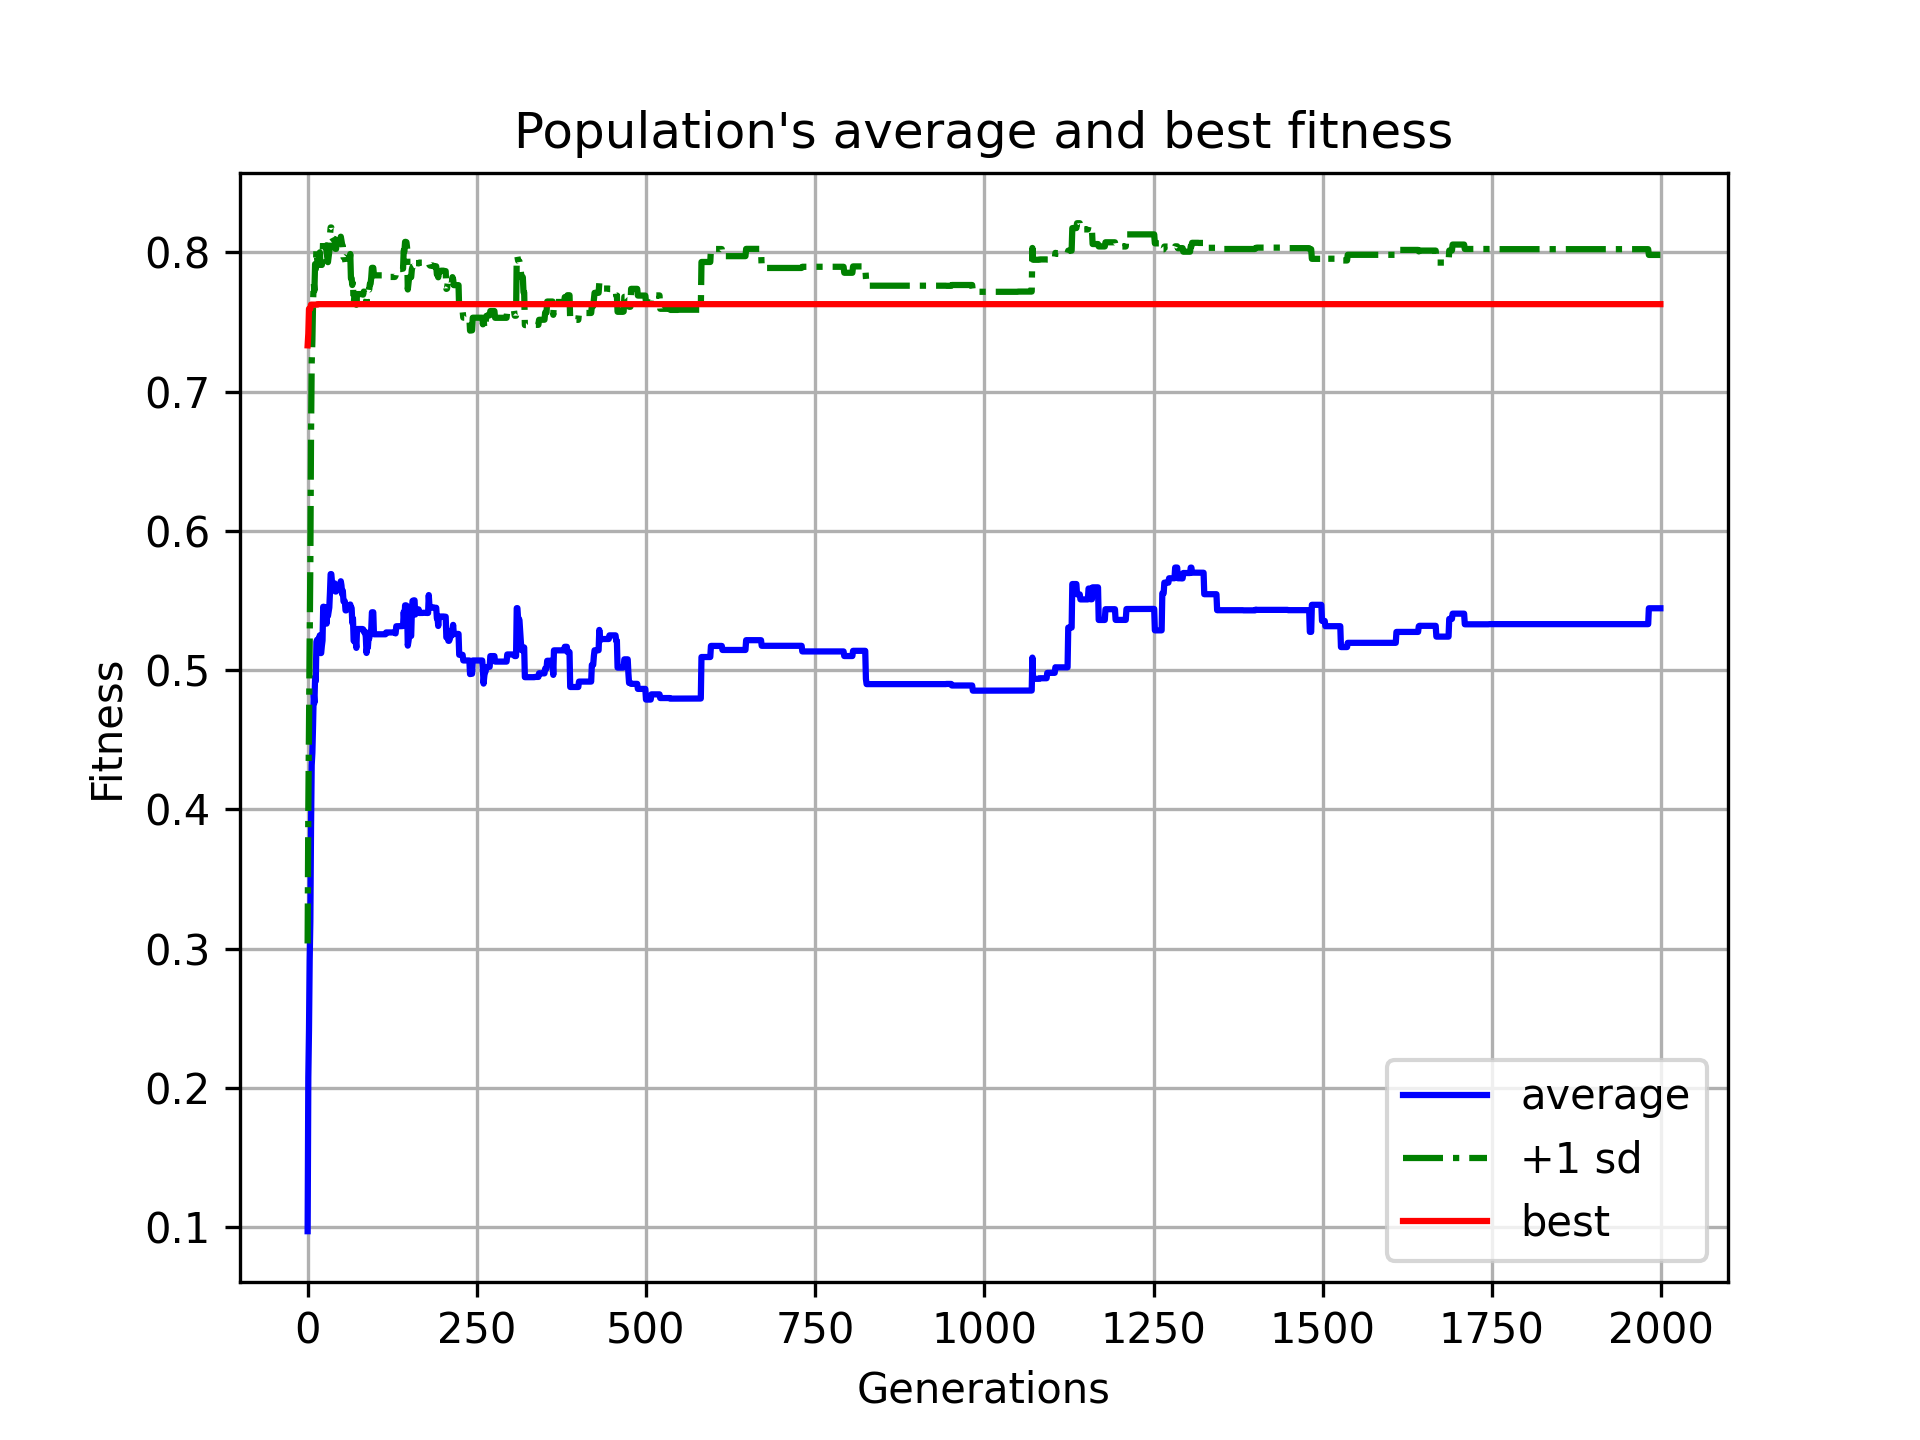 Population's average and best fitness
0.8
0.7
0.6
0.5
0.4
0.3
0.2
0.1
Fitness
average
+1 sd
best
0 250 500 750 1000 1250 1500 1750 2000
Generations